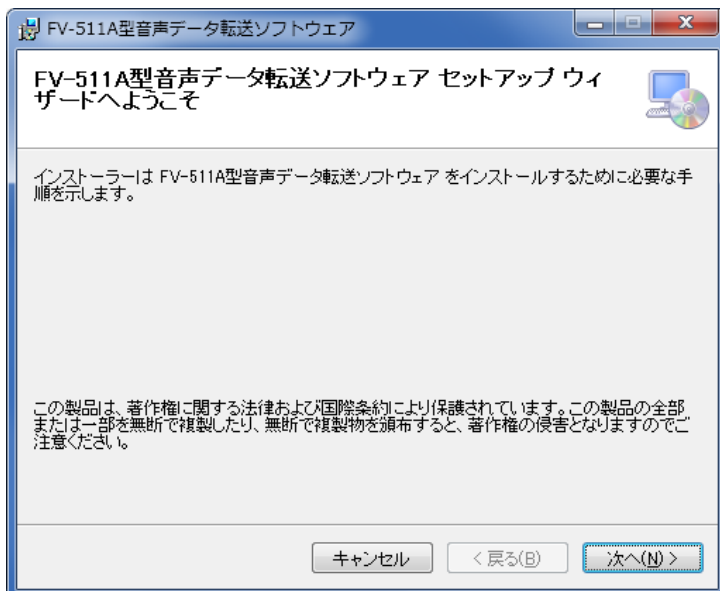 FV-511A型音声データ転送ソフトウェア
FV-511A型音声データ転送ソフトウェア セットアップ ウィ
ザードへようこそ
インストーラーは FV-511A型音声データ転送ソフトウェア をインストールするために必要な手
順を示します。
この製品は、著作権に関する法律および国際条約により保護されています。この製品の全部
または一部を無断で複製したり、無断で複製物を頒布すると、著作権の侵害となりますのでご
注意ください。
キャンセル
< 戻る(B)
次へ(N) >